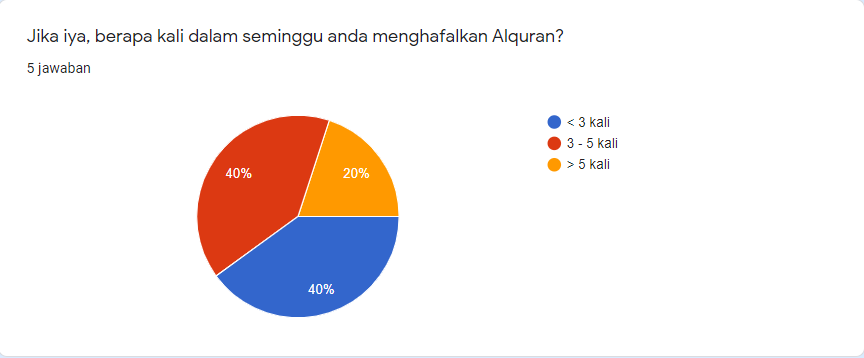 Jika iya, berapa kali dalam seminggu anda menghafalkan Alquran?
5 jawaban
< 3 kali
3 - 5 kali
> 5 kali
40%
20%
40%